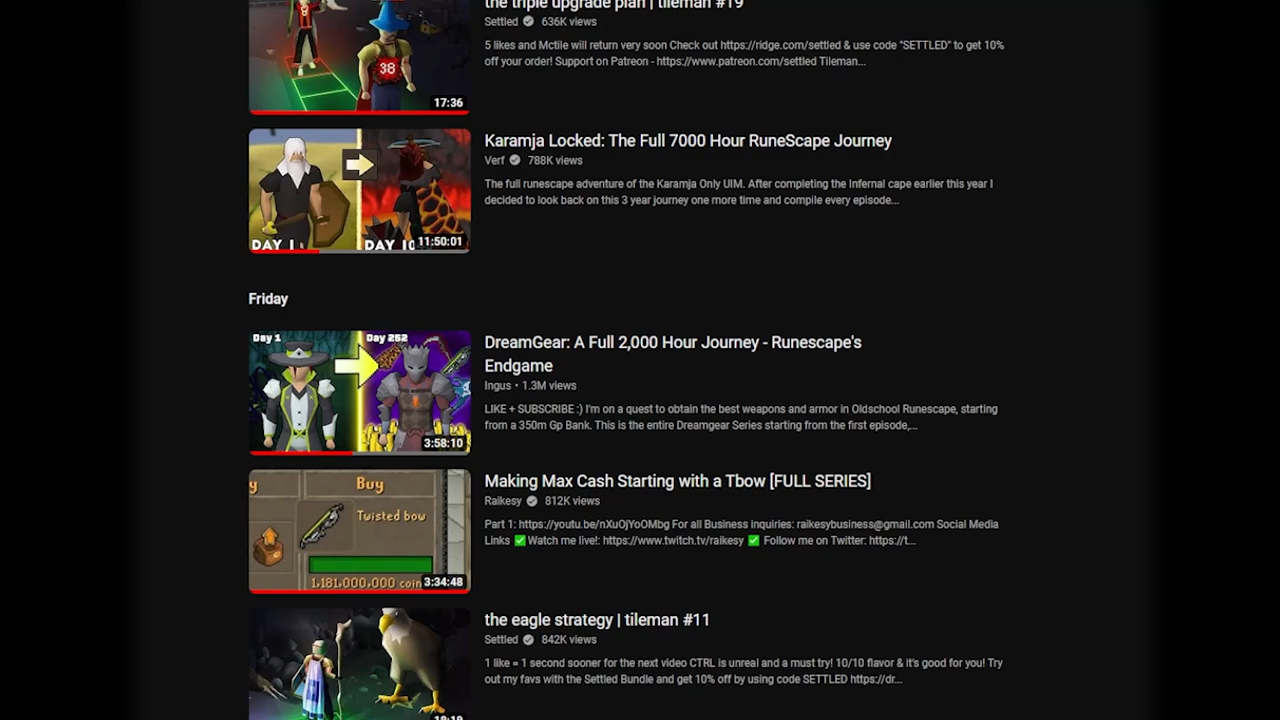 the triple upgrade plan | tileman #19
Settled 636K views
5 likes and Mctile will return very soon Check out https://ridge.com/settled & use code "SETTLED" to get 10%
off your order! Support on Patreon - https://www.patreon.com/settled Tileman...
38
17:36
Karamja Locked: The Full 7000 Hour RuneScape Journey
Verf 788K views
The full runescape adventure of the Karamja Only UIM. After completing the Infernal cape earlier this year I
decided to look back on this 3 year journey one more time and compile every episode...
DAY 1
DAY 10
11:50:01
Friday
Day 1
Day 252
3:58:10
DreamGear: A Full 2,000 Hour Journey - Runescape's
Endgame
Ingus • 1.3M views
LIKE + SUBSCRIBE :) I'm on a quest to obtain the best weapons and armor in Oldschool Runescape, starting
from a 350m Gp Bank. This is the entire Dreamgear Series starting from the first episode,...
y
Buy
Twisted bow
1,181,000,000 coin
3:34:48
Making Max Cash Starting with a Tbow [FULL SERIES]
Raikesy 812K views
Part 1: https://youtu.be/nXuOjYoOMbg For all Business inquiries: raikesybusiness@gmail.com Social Media
Links ✅ Watch me live!: https://www.twitch.tv/raikesy ✅ Follow me on Twitter: https://t...
the eagle strategy | tileman #11
Settled 842K views
1 like = 1 second sooner for the next video CTRL is unreal and a must try! 10/10 flavor & it's good for you! Try
out my favs with the Settled Bundle and get 10% off by using code SETTLED https://dr...
18:19